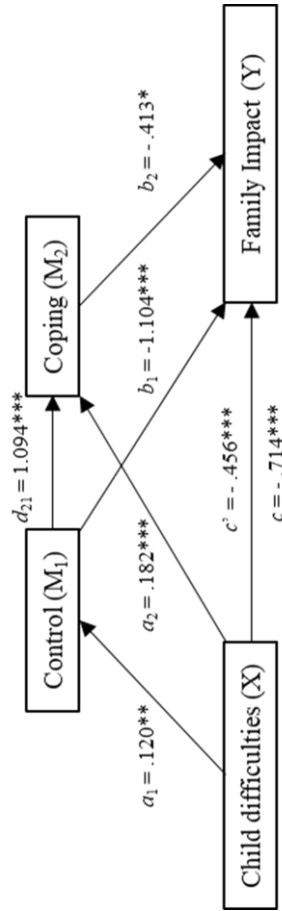 Control (M1)
d21 = 1.094***
Coping (M2)
a1 = .120**
a2 = .182***
b1 = -1.104***
b2 = - .413*
Child difficulties (X)
c’ = - .456***
c = - .714***
Family Impact (Y)